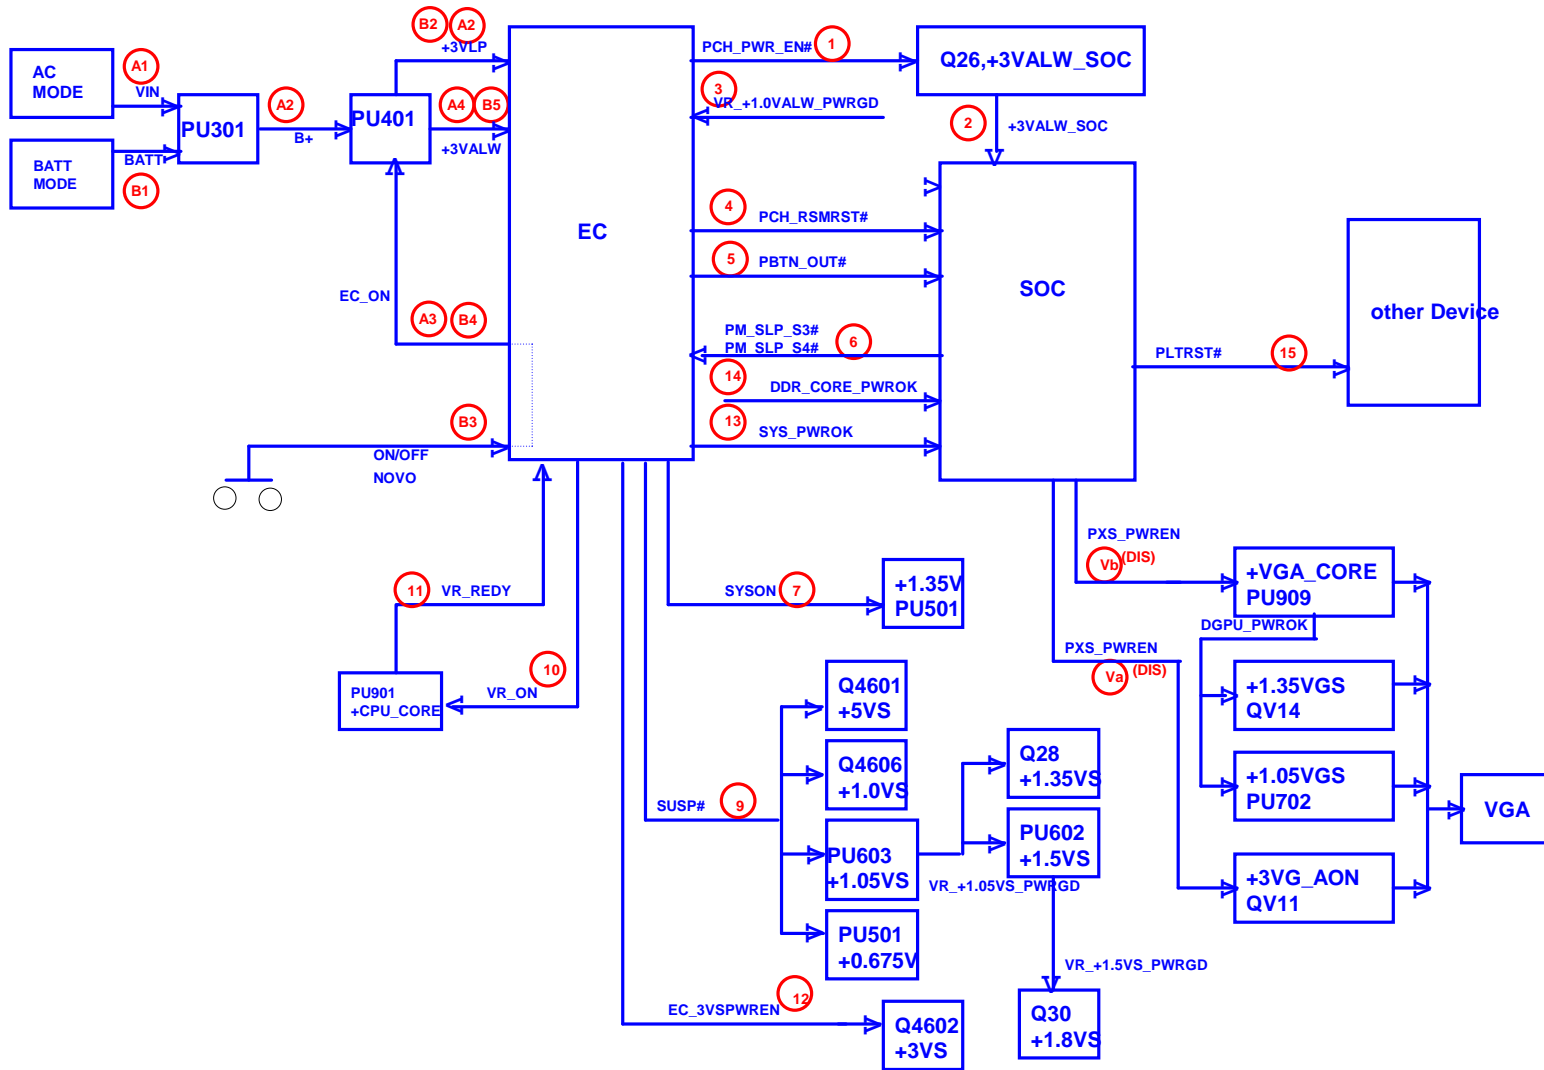 B2
A2
+3VLP
AC
MODE
A1
VIN
PU301
A2
B+
PU401
A4
B5
+3VALW
BATT
MODE
BATT
B1
EC
PCH_PWR_EN#
1
Q26,+3VALW_SOC
3
VR_+1.0VALW_PWRGD
2
+3VALW_SOC
4
PCH_RSMRST#
5
PBTN_OUT#
SOC
EC_ON
A3
B4
PM_SLP_S3#
PM_SLP_S4#
6
14
DDR_CORE_PWROK
13
SYS_PWROK
other Device
PLTRST#
15
B3
ON/OFF
NOVO
PXS_PWREN
Vb
(DIS)
+VGA_CORE
PU909
DGPU_PWROK
PXS_PWREN
Va
(DIS)
+1.35VGS
QV14
+1.05VGS
PU702
+3VG_AON
QV11
VGA
11
VR_REDY
SYSON
7
+1.35V
PU501
PU901
+CPU_CORE
VR_ON
10
Q4601
+5VS
Q4606
+1.0VS
SUSP#
9
PU603
+1.05VS
Q28
+1.35VS
PU602
+1.5VS
VR_+1.05VS_PWRGD
PU501
+0.675V
VR_+1.5VS_PWRGD
Q30
+1.8VS
EC_3VSPWREN
12
Q4602
+3VS